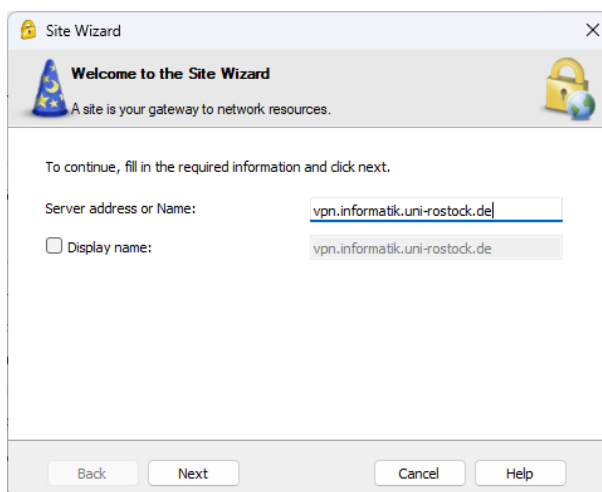 Site Wizard
Welcome to the Site Wizard
A site is your gateway to network resources.
To continue, fill in the required information and click next.
Server address or Name: vpn.informatik.uni-rostock.de
Display name: vpn.informatik.uni-rostock.de
Back Next Cancel Help